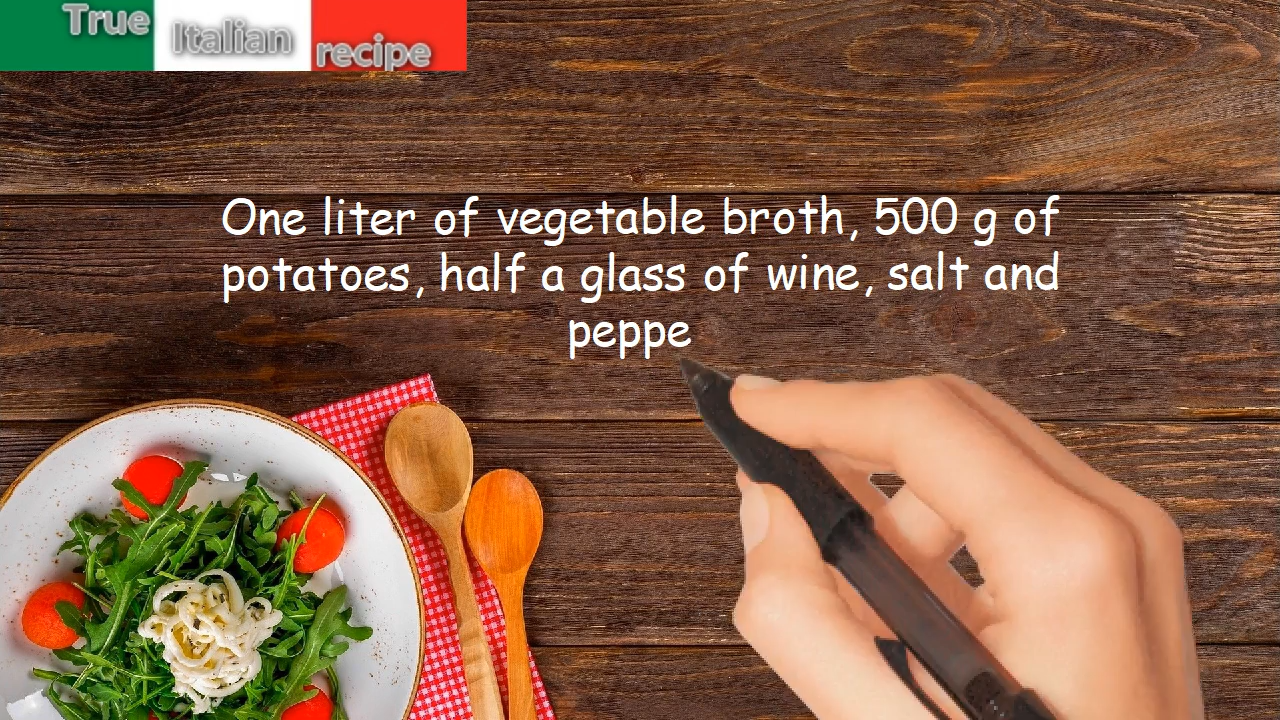 True Italian recipe
One liter of vegetable broth, 500 g of
potatoes, half a glass of wine, salt and
peppe